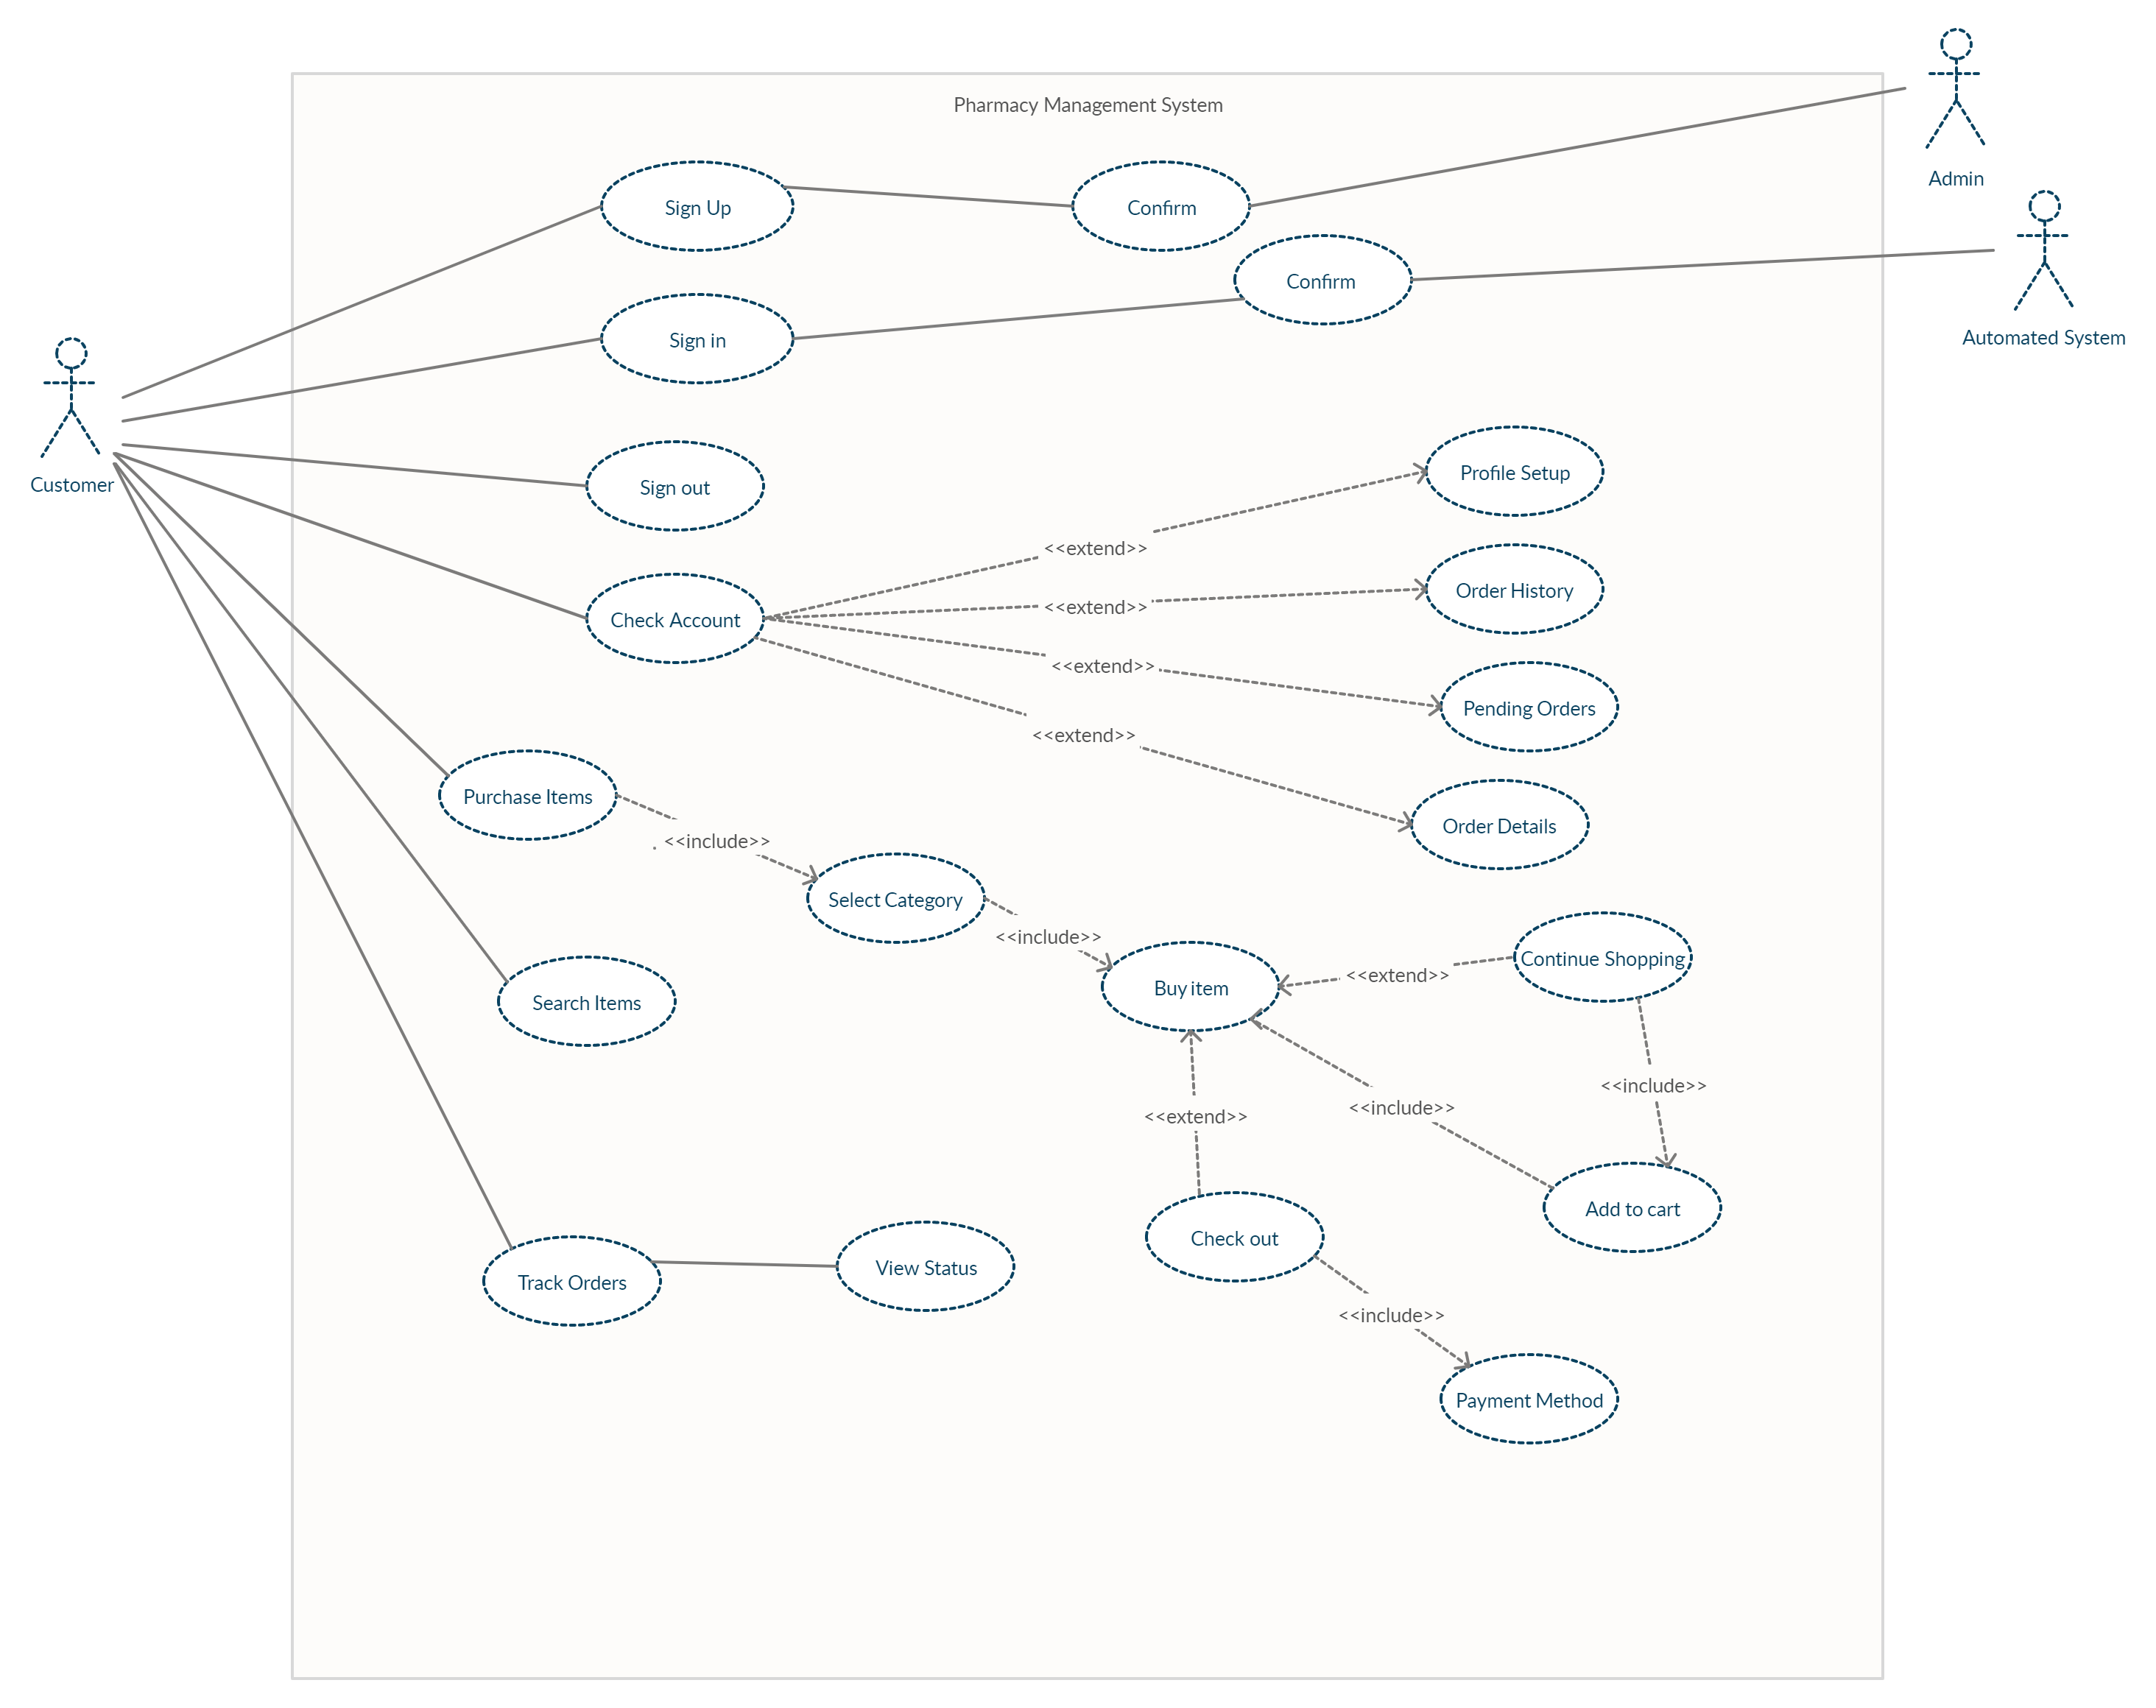 Pharmacy Management System
Admin
Sign Up
Confirm
Confirm
Automated System
Sign in
Customer
Sign out
Profile Setup
<<extend>>
Order History
<<extend>>
Check Account
<<extend>>
Pending Orders
<<extend>>
Purchase Items
Order Details
<<include>>
Select Category
<<include>>
Continue Shopping
<<extend>>
Buy item
Search Items
<<include>>
<<include>>
<<extend>>
Add to cart
Check out
View Status
Track Orders
<<include>>
Payment Method